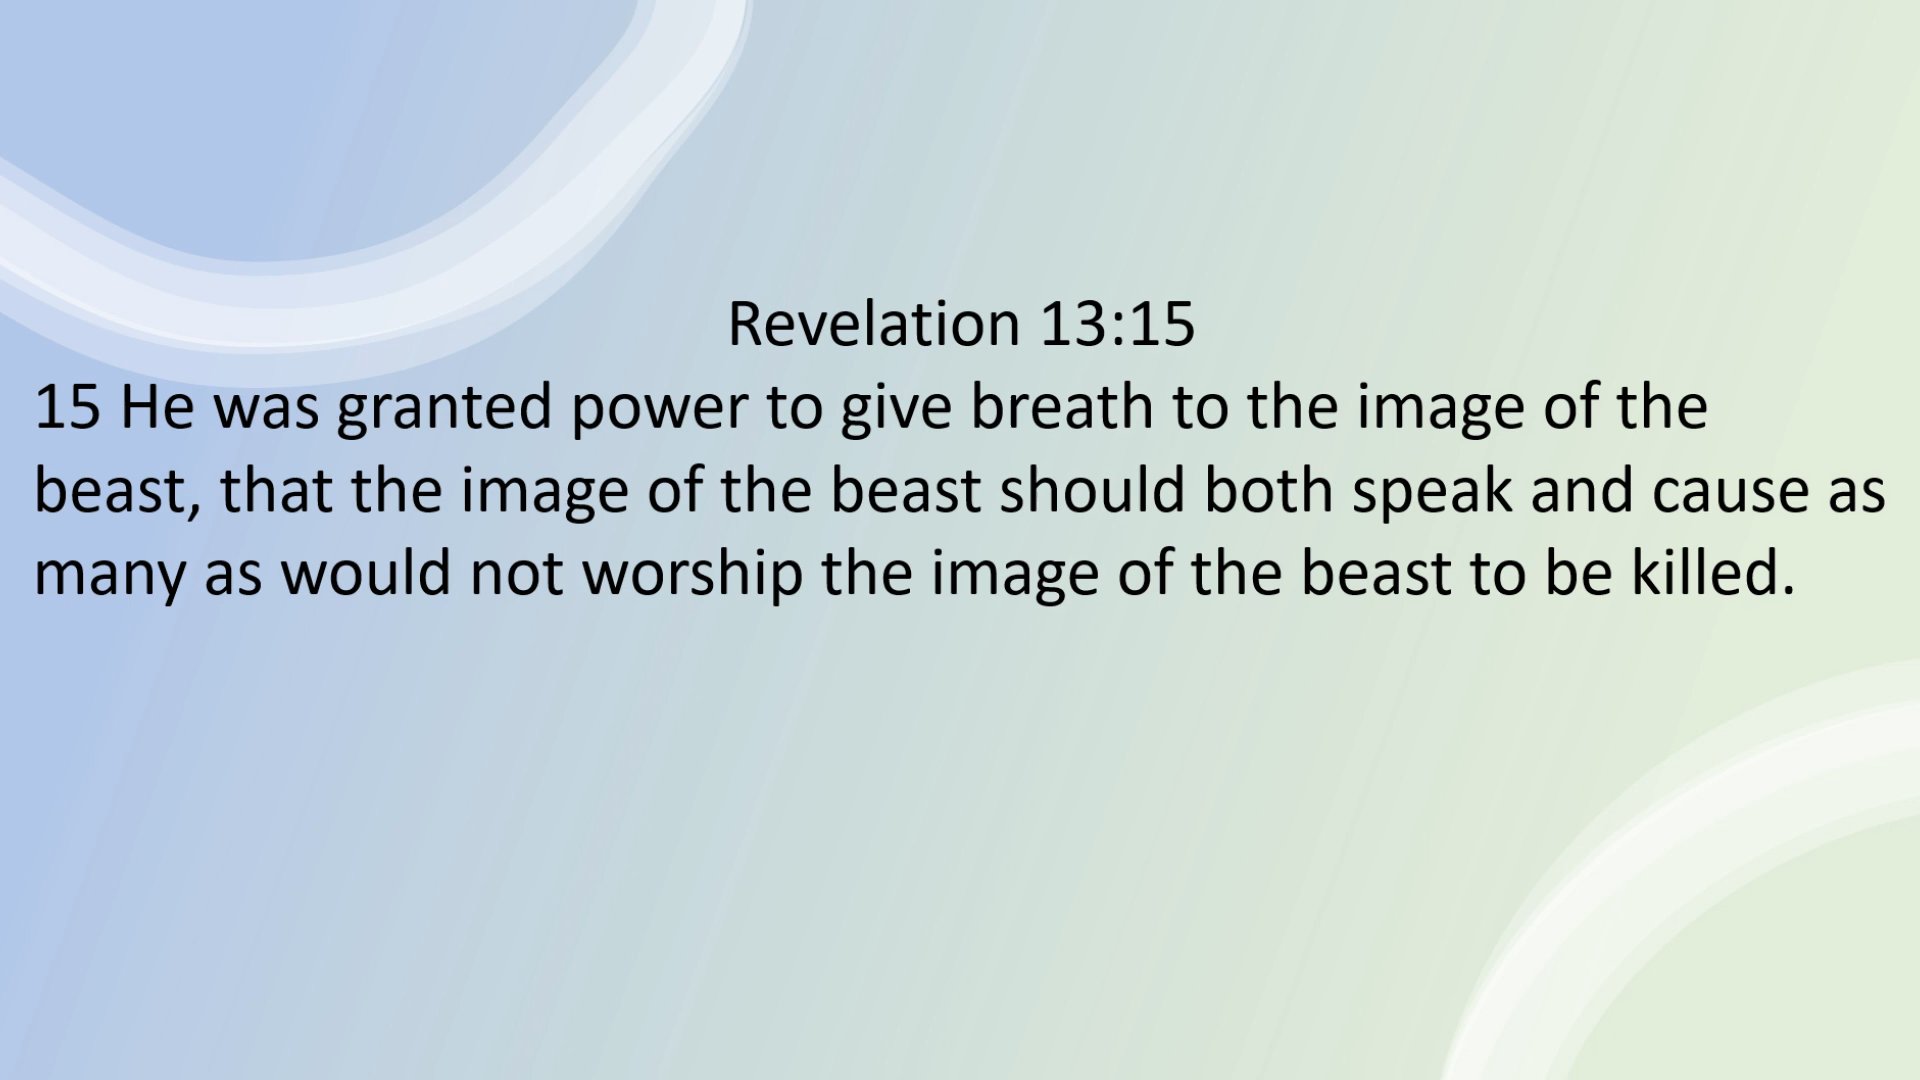 Revelation 13:15
15 He was granted power to give breath to the image of the
beast, that the image of the beast should both speak and cause as
many as would not worship the image of the beast to be killed.